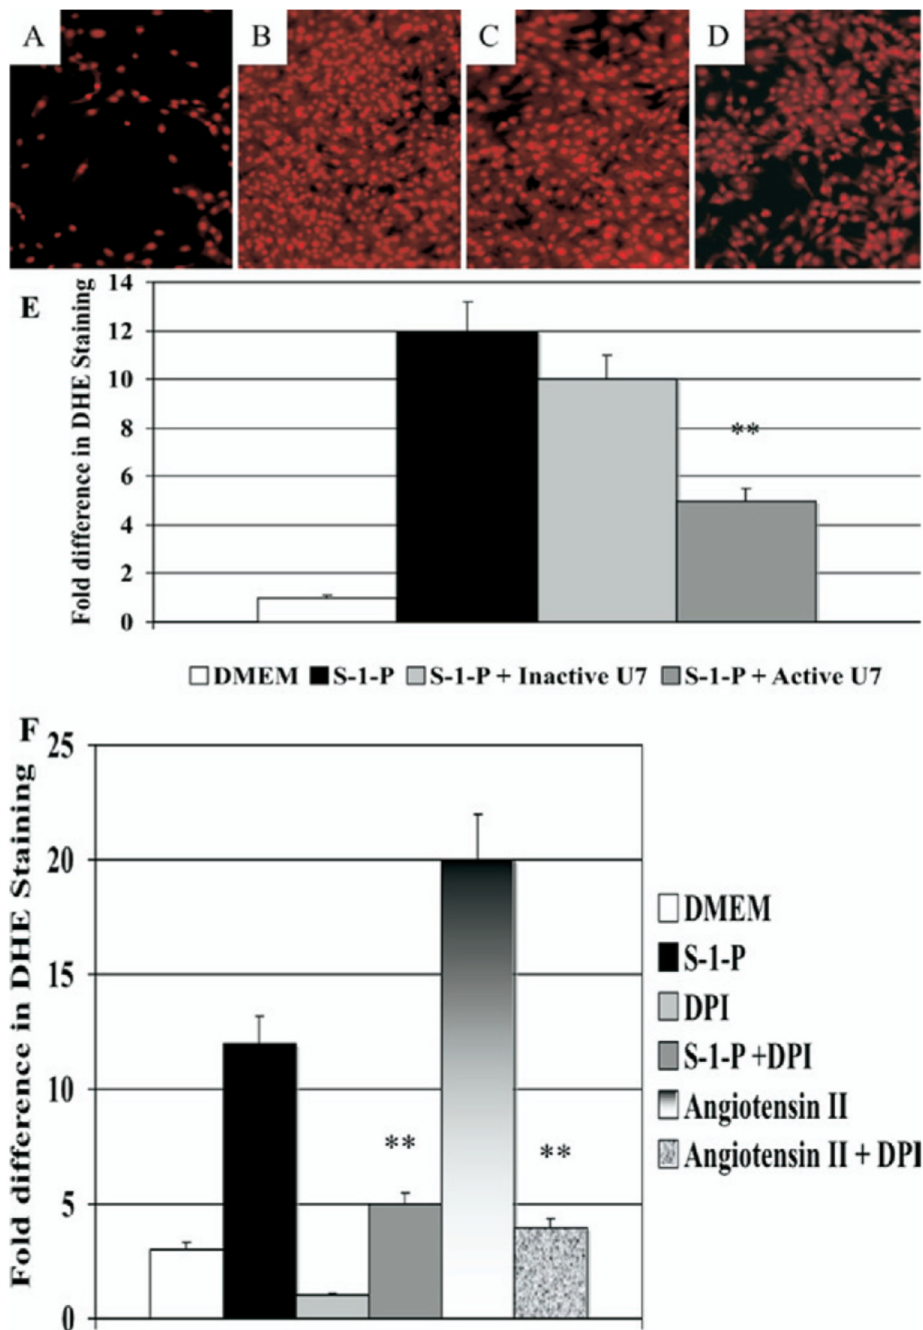 A B C D
E
Fold difference in DHE Staining
14
12
10
8
6
4
2
0
**
DMEM S-1-P S-1-P + Inactive U7 S-1-P + Active U7
F
Fold difference in DHE Staining
25
20
15
10
5
0
**
**
DMEM
S-1-P
DPI
S-1-P +DPI
Angiotensin II
Angiotensin II + DPI